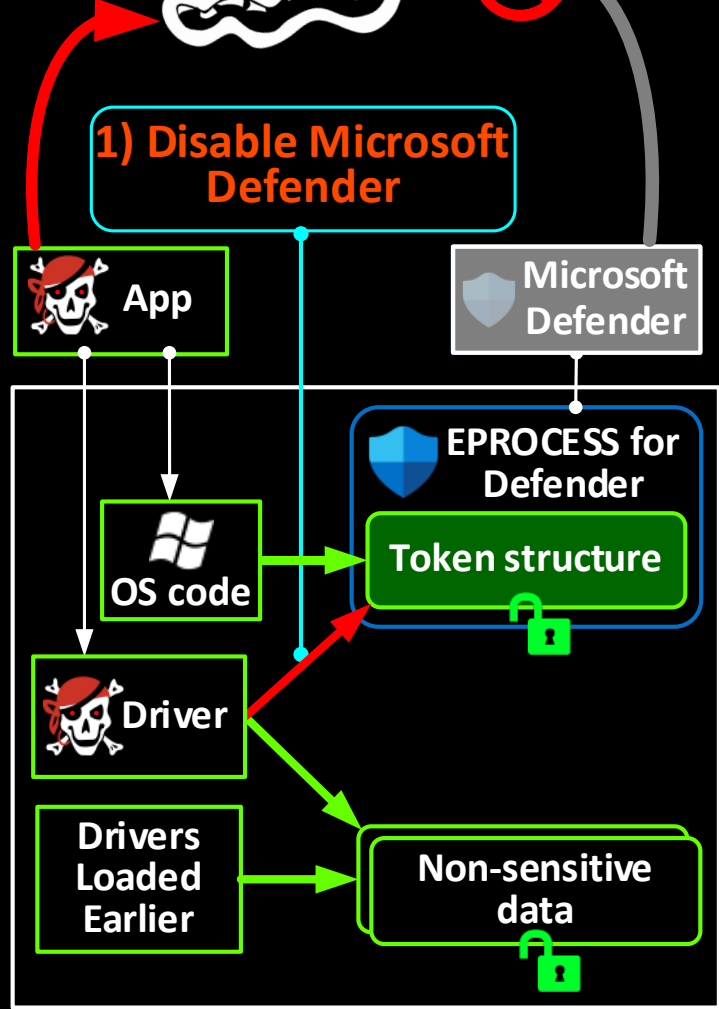 1) Disable Microsoft
Defender
App
Microsoft
Defender
EPROCESS for
Defender
Token structure
OS code
Driver
Drivers
Loaded
Earlier
Non-sensitive
data